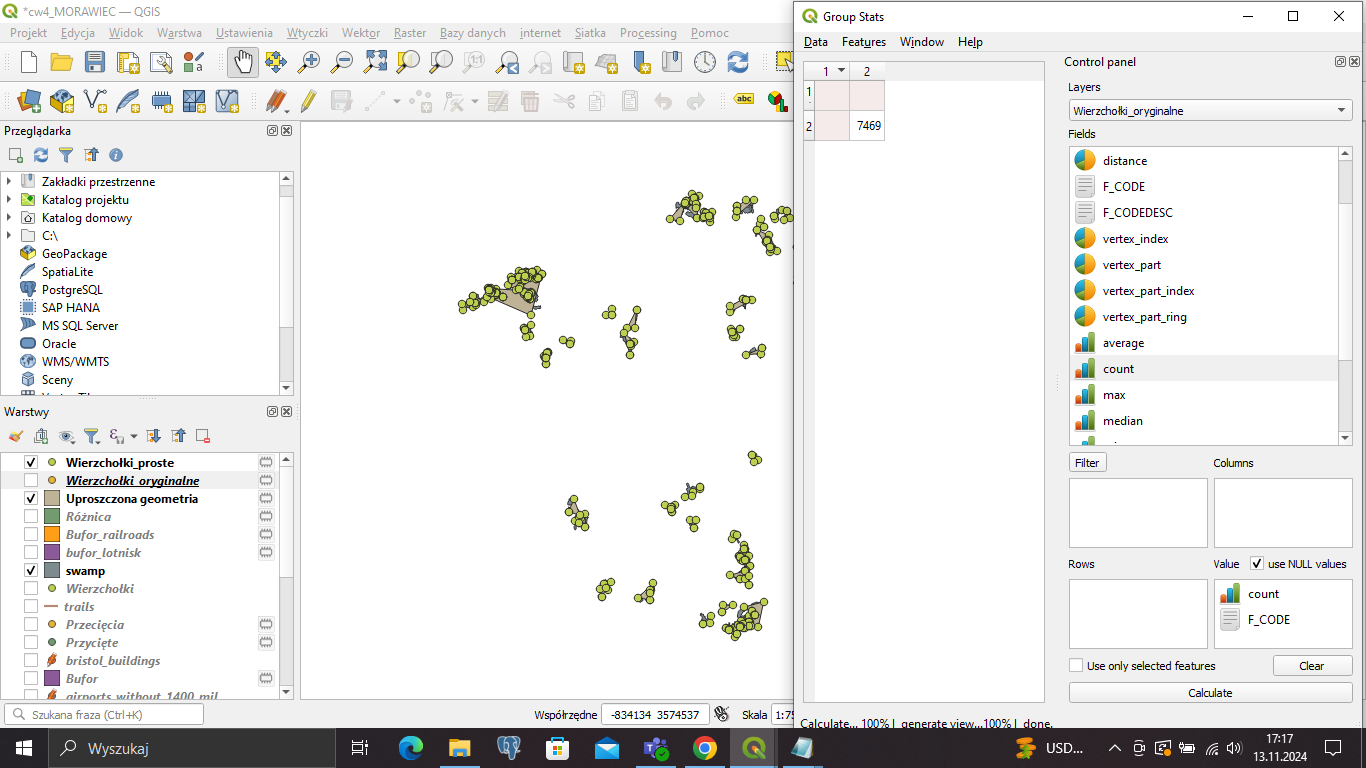 *cw4_MORAWIEC — QGIS
Projekt Edycja Widok Warstwa Ustawienia Wtyczki Wektor Raster Bazy danych internet Siatka Processing Pomoc
1:1
abc
Przeglądarka
Zakładki przestrzenne
Katalog projektu
Katalog domowy
C:\
GeoPackage
SpatiaLite
PostgreSQL
SAP HANA
MS SQL Server
Oracle
WMS/WMTS
Sceny
Warstwy
Wierzchołki_proste
Wierzchołki_oryginalne
Uproszczona geometria
Różnica
Bufor_railroads
bufor_lotnisk
swamp
Wierzchołki
trails
Przecięcia
Przycięte
bristol_buildings
Bufor
airports_without_1400_mil
Szukana fraza (Ctrl+K)
Współrzędne -834134 3574537 Skala 1:75
Group Stats
Data Features Window Help
1 2
1
2 7469
Control panel
Layers
Wierzchołki_oryginalne
Fields
distance
F_CODE
F_CODEDESC
vertex_index
vertex_part
vertex_part_index
vertex_part_ring
average
count
max
median
Filter Columns
Rows Value use NULL values
count
F_CODE
Use only selected features Clear
Calculate
Calculate... 100% | generate view...100% | done.
Wyszukaj
USD...
17:17
13.11.2024